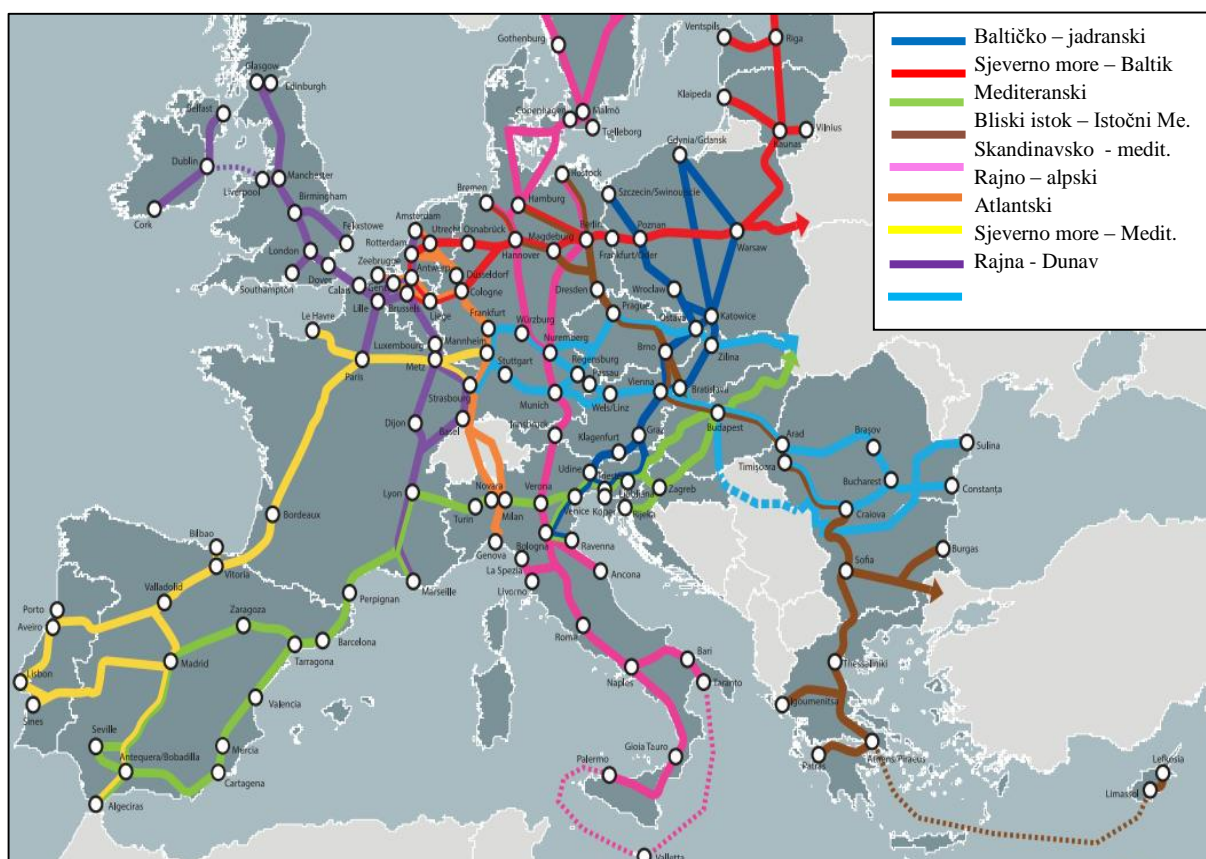 Baltičko – jadranski
Sjeverno more – Baltik
Mediteranski
Bliski istok – Istočni Me.
Skandinavsko - medit.
Rajno – alpski
Atlantski
Sjeverno more – Medit.
Rajna - Dunav
Gothenburg
Ventspils
Riga
Glasgow
Edinburgh
Klaipeda
Vilnius
Kaunas
Belfast
Copenhagen
Malmö
Trelleborg
Gdynia/Gdansk
Dublin
Liverpool
Manchester
Rostock
Szczecin/Swinoujscie
Bremen
Hamburg
Birmingham
Cork
Felixstowe
Amsterdam
Utrecht
Osnabrück
Magdeburg
Berlin
Poznan
Warsaw
London
Rotterdam
Hannover
Frankfurt/Oder
Zeebrugge
Dover
Antwerp
Düsseldorf
Southampton
Calais
Cologne
Dresden
Wroclaw
Lille
Brussels
Liege
Prague
Katowice
Ostava
Le Havre
Frankfurt
Würzburg
Luxembourg
Mannheim
Nuremberg
Brno
Zilina
Paris
Metz
Stuttgart
Regensburg
Passau
Vienna
Strasbourg
Munich
Wels/Linz
Bratislava
Dijon
Basel
Innsbruck
Klagenfurt
Graz
Budapest
Arad
Braşov
Sulina
Udine
Timişoara
Lyon
Novara
Verona
Ljubljana
Zagreb
Bucharest
Constanţa
Turin
Milan
Venice
Koper
Rijeka
Craiova
Bordeaux
Bologna
Ravenna
Bilbao
Genova
Sofia
Burgas
Vitoria
La Spezia
Ancona
Valladolid
Livorno
Marseille
Perpignan
Porto
Aveiro
Zaragoza
Barcelona
Roma
Madrid
Tarragona
Bari
Thessaliniki
Lisbon
Naples
Taranto
Sines
Valencia
Igoumenitsa
Seville
Mercia
Gioia Tauro
Antequera/Bobadilla
Palermo
Patras
Athens/Piraeus
Lefkosia
Cartagena
Limassol
Algeciras
Valletta